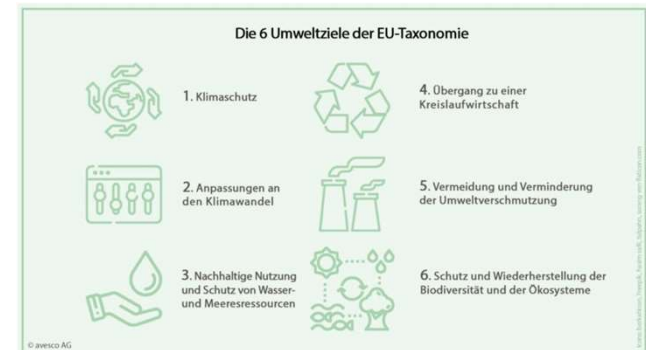 Die 6 Umweltziele der EU-Taxonomie
1. Klimaschutz
2. Anpassungen an
den Klimawandel
3. Nachhaltige Nutzung
und Schutz von Wasser-
und Meeresressourcen
4. Übergang zu einer
Kreislaufwirtschaft
5. Vermeidung und Verminderung
der Umweltverschmutzung
6. Schutz und Wiederherstellung der
Biodiversität und der Ökosysteme
© avesco AG